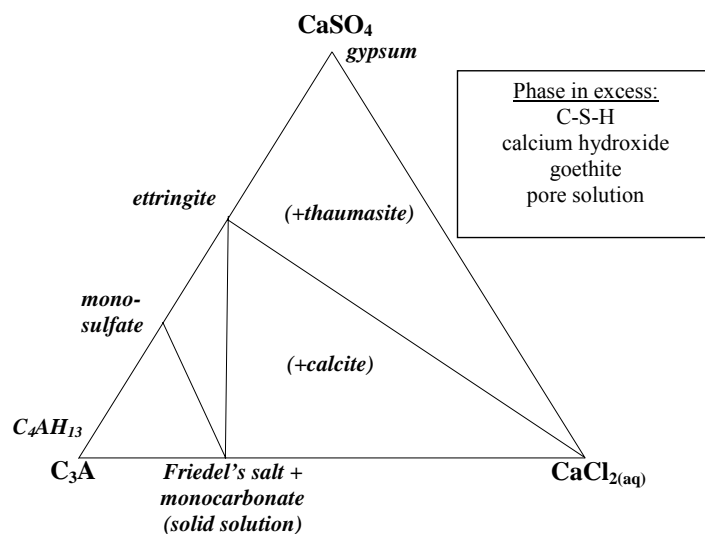 CaSO₄
gypsum
Phase in excess:
C-S-H
calcium hydroxide
goethite
pore solution
ettringite
(+thaumasite)
mono-
sulfate
(+calcite)
C₄AH₁₃
C₃A
Friedel's salt +
monocarbonate
(solid solution)
CaCl₂₍aq₎